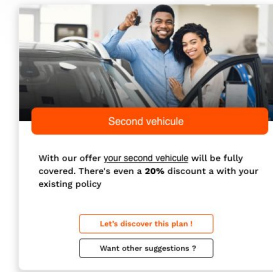 Second vehicule
With our offer your second vehicule will be fully
covered. There's even a 20% discount a with your
existing policy
Let's discover this plan !
Want other suggestions ?